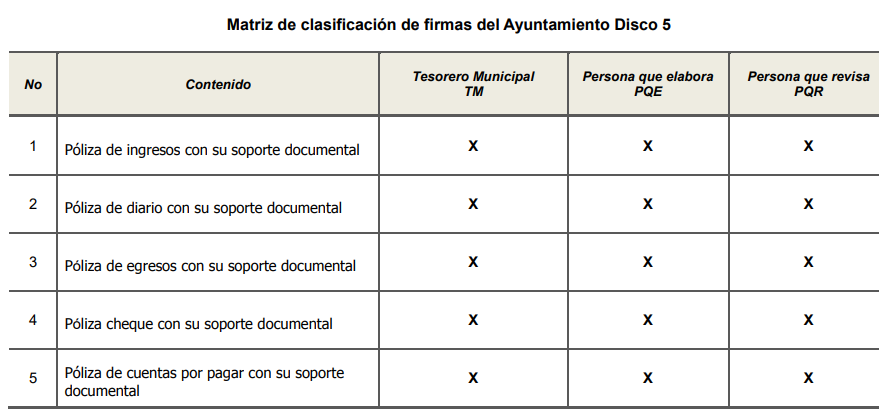 Matriz de clasificación de firmas del Ayuntamiento Disco 5
No Contenido Tesorero Municipal TM Persona que elabora PQE Persona que revisa PQR
1 Póliza de ingresos con su soporte documental X X X
2 Póliza de diario con su soporte documental X X X
3 Póliza de egresos con su soporte documental X X X
4 Póliza cheque con su soporte documental X X X
5 Póliza de cuentas por pagar con su soporte documental X X X